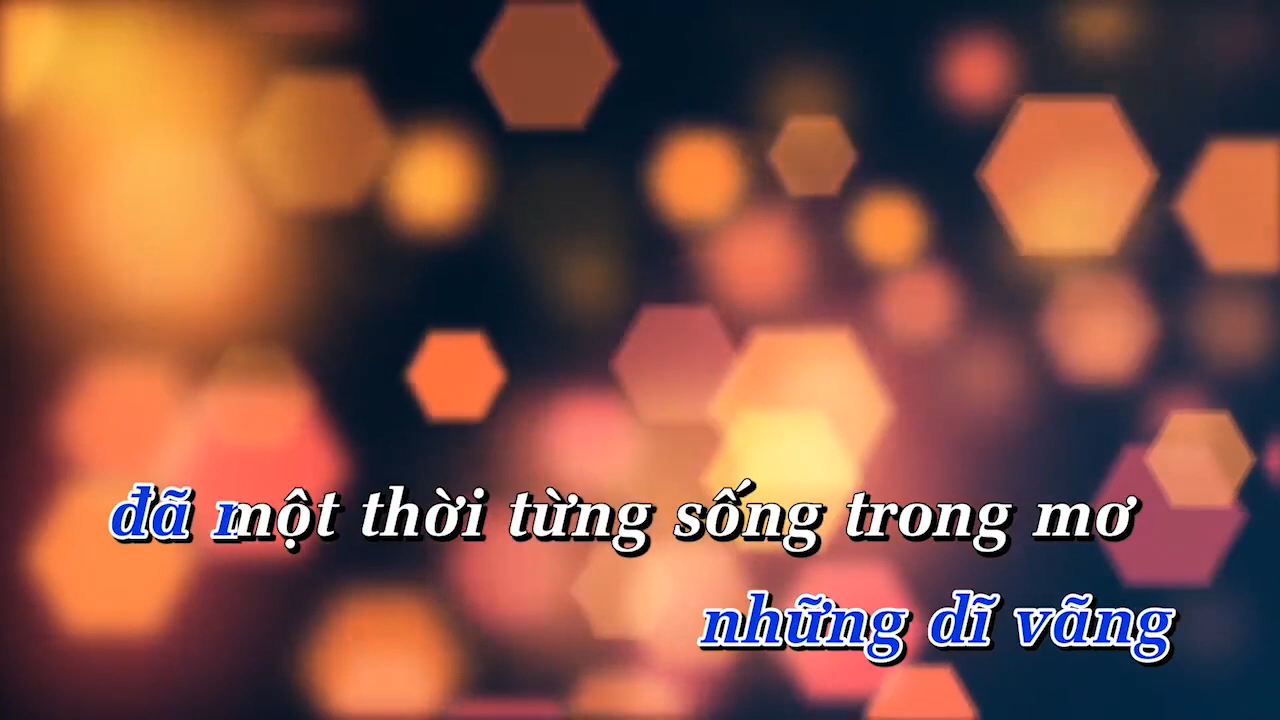 đã một thời từng sống trong mơ
những dĩ vãng